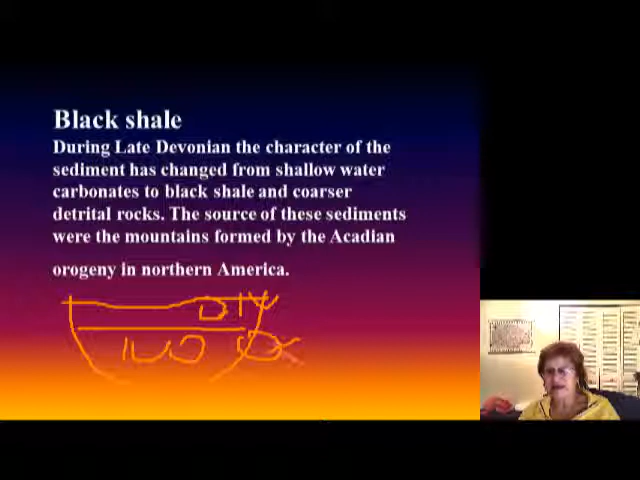 Black shale
During Late Devonian the character of the
sediment has changed from shallow water
carbonates to black shale and coarser
detrital rocks. The source of these sediments
were the mountains formed by the Acadian
orogeny in northern America.